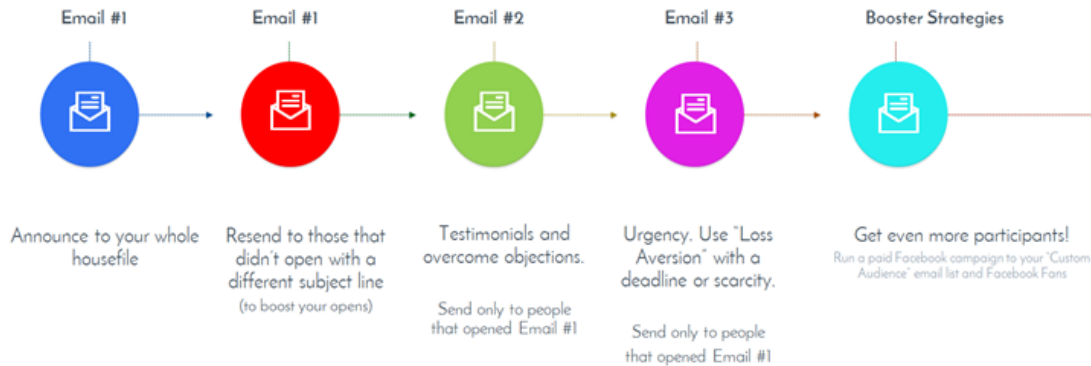 Email #1
Email #1
Email #2
Email #3
Booster Strategies
Announce to your whole
housefile
Resend to those that
didn't open with a
different subject line
(to boost your opens)
Testimonials and
overcome objections.
Send only to people
that opened Email #1
Urgency. Use "Loss
Aversion" with a
deadline or scarcity.
Send only to people
that opened Email #1
Get even more participants!
Run a paid Facebook campaign to your "Custom
Audience" email list and Facebook Fans